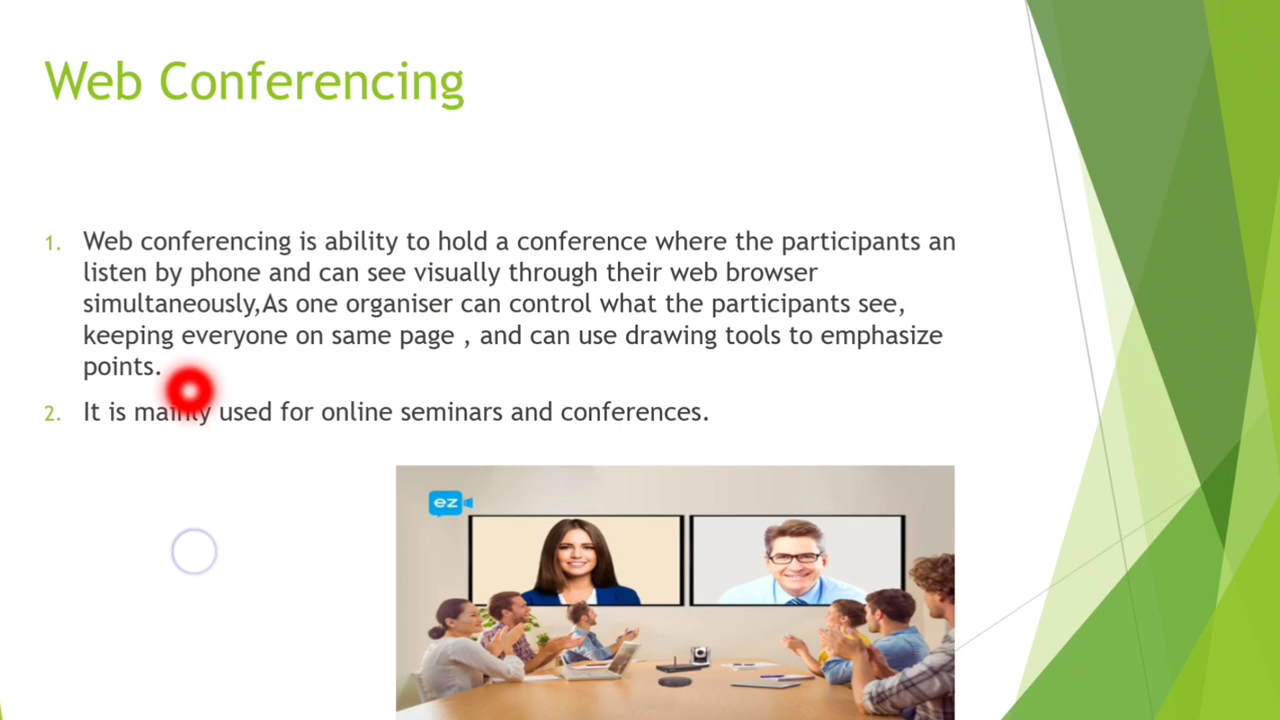 Web Conferencing
1. Web conferencing is ability to hold a conference where the participants an
listen by phone and can see visually through their web browser
simultaneously,As one organiser can control what the participants see,
keeping everyone on same page , and can use drawing tools to emphasize
points.
2. It is mainly used for online seminars and conferences.
ez